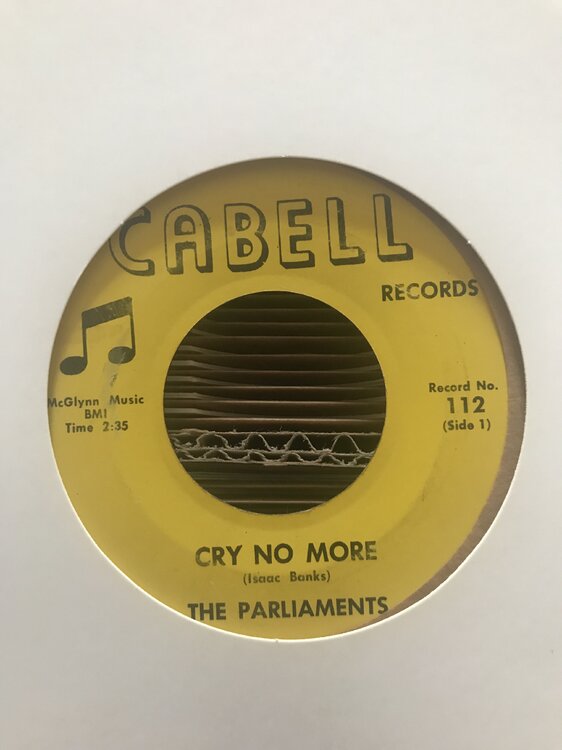 CABELL
RECORDS
McGlynn Music
BMI
Time 2:35
Record No.
112
(Side 1)
CRY NO MORE
(Isaac Banks)
THE PARLIAMENTS